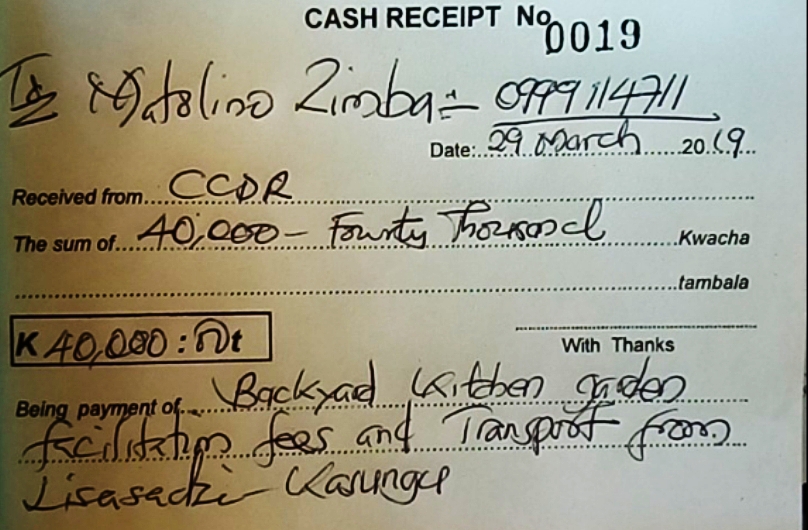 CASH RECEIPT No 0019
Matolino Zimba - 0999114711
Date: 29 March 2019
Received from CCDR
The sum of 40,000 - Fourty Thousand Kwacha
tambala
K 40,000 : 00 t
With Thanks
Being payment of Backyard Kitchen garden
facilitation fees and Transport from
Lisasadzi - Kasungu